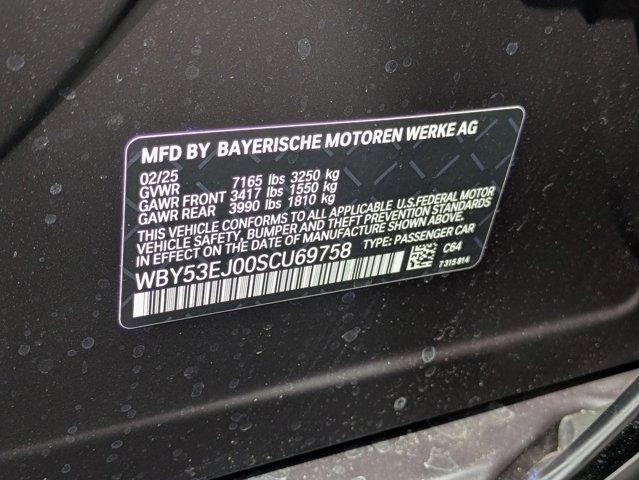 MFD BY BAYERISCHE MOTOREN WERKE AG
02/25
GVWR 7165 lbs 3250 kg
GAWR FRONT 3417 lbs 1550 kg
GAWR REAR 3990 lbs 1810 kg
THIS VEHICLE CONFORMS TO ALL APPLICABLE U.S.FEDERAL MOTOR
VEHICLE SAFETY, BUMPER, AND THEFT PREVENTION STANDARDS
IN EFFECT ON THE DATE OF MANUFACTURE SHOWN ABOVE.
WBY53EJ00SCU69758 TYPE: PASSENGER CAR
C64
7315814